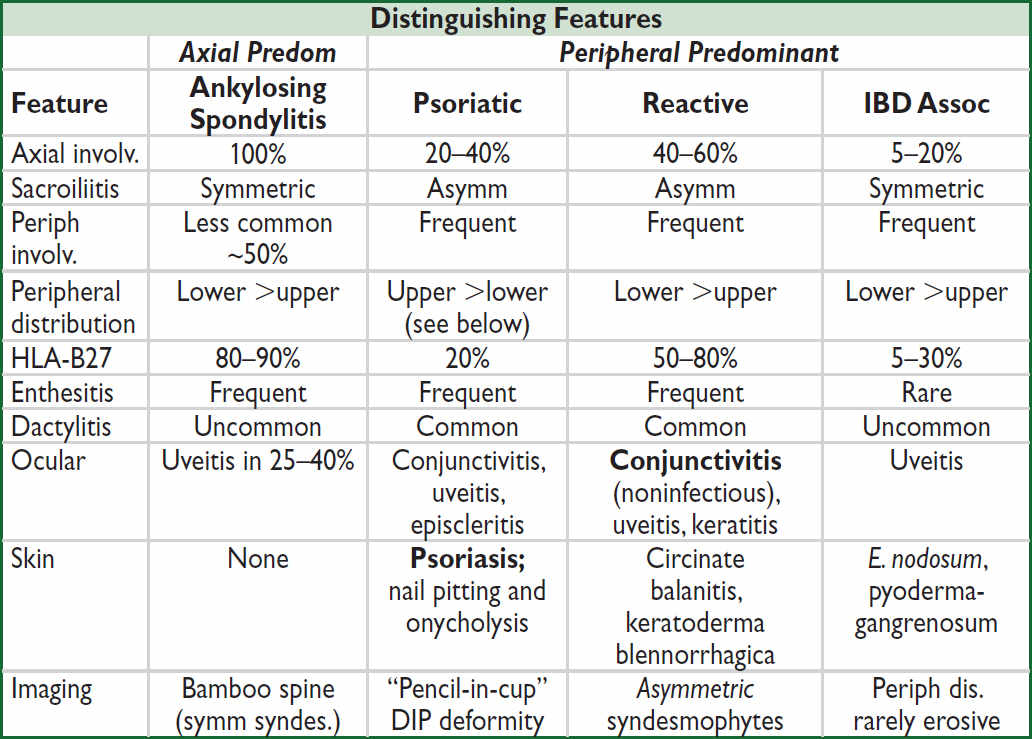 Distinguishing Features
Axial Predom Peripheral Predominant
Feature Ankylosing Spondylitis Psoriatic Reactive IBD Assoc
Axial involv. 100% 20–40% 40–60% 5–20%
Sacroiliitis Symmetric Asymm Asymm Symmetric
Periph involv. Less common ~50% Frequent Frequent Frequent
Peripheral distribution Lower >upper Upper >lower (see below) Lower >upper Lower >upper
HLA-B27 80–90% 20% 50–80% 5–30%
Enthesitis Frequent Frequent Frequent Rare
Dactylitis Uncommon Common Common Uncommon
Ocular Uveitis in 25–40% Conjunctivitis, uveitis, episcleritis Conjunctivitis (noninfectious), uveitis, keratitis Uveitis
Skin None Psoriasis; nail pitting and onycholysis Circinate balanitis, keratoderma blennorrhagica E. nodosum, pyoderma-gangrenosum
Imaging Bamboo spine (symm syndes.) “Pencil-in-cup” DIP deformity Asymmetric syndesmophytes Periph dis. rarely erosive